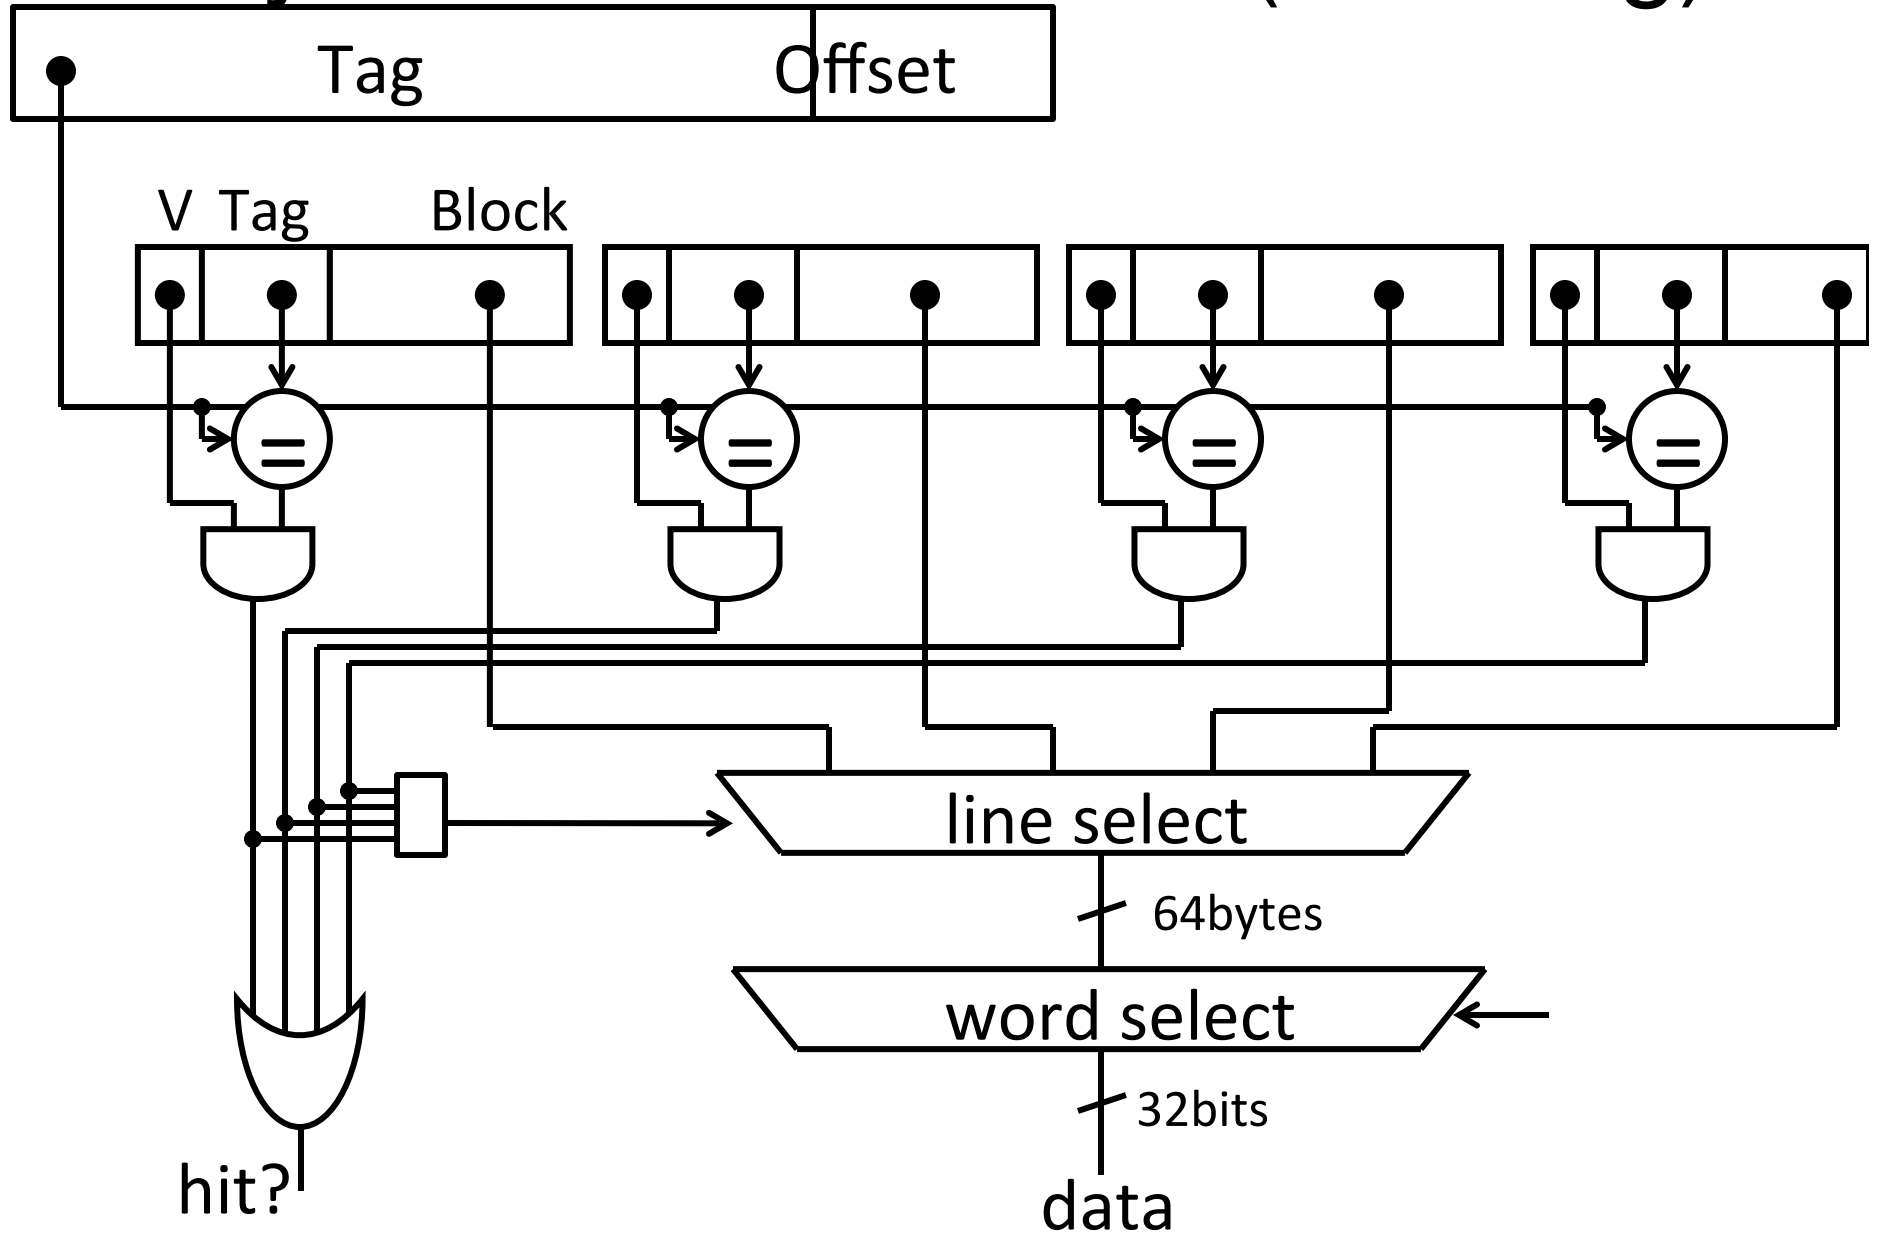 Tag Offset
V Tag Block
=
=
=
=
line select
64bytes
word select
32bits
hit?
data